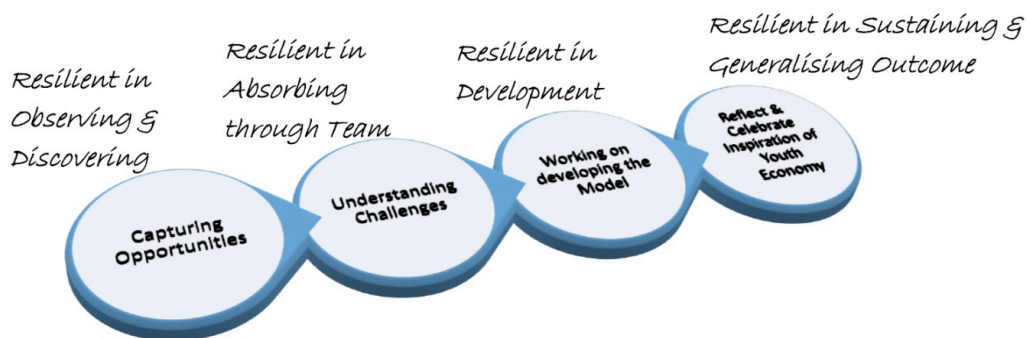 Resilient in
Observing &
Discovering
Capturing
Opportunities
Resilient in
Absorbing
through Team
Understanding
Challenges
Resilient in
Development
Working on
developing the
Model
Resilient in Sustaining &
Generalising Outcome
Reflect &
Celebrate
Inspiration of
Youth
Economy